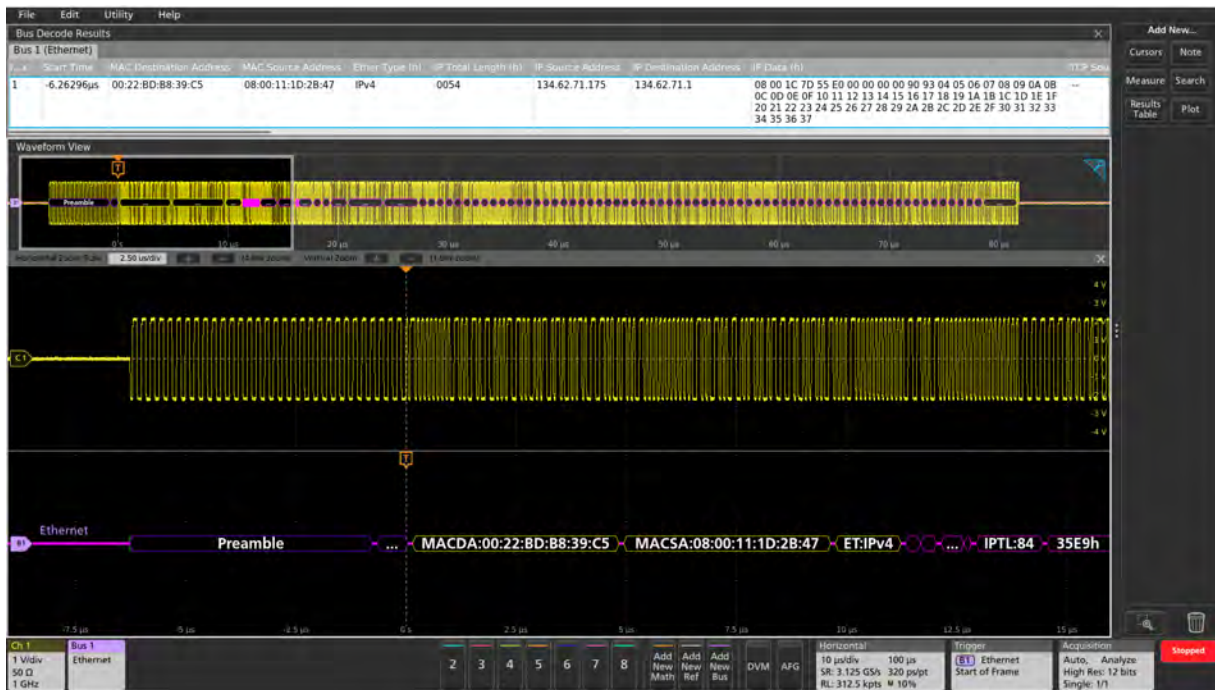 File Edit Utility Help
Add New...
Bus Decode Results
Cursors Note
Bus 1 (Ethernet)
Start Time MAC Destination Address MAC Source Address Ether Type (h) IP Total Length (h) IP Source Address IP Destination Address IP Data (h)
1 -6.26296µs 00:22:BD:B8:39:C5 08:00:11:1D:2B:47 IPv4 0054 134.62.71.175 134.62.71.1 08 00 1C 7D 55 E0 00 00 00 00 90 93 04 05 06 07 08 09 0A 0B --
0C 0D 0E 0F 10 11 12 13 14 15 16 17 18 19 1A 1B 1C 1D 1E 1F
20 21 22 23 24 25 26 27 28 29 2A 2B 2C 2D 2E 2F 30 31 32 33
34 35 36 37
Measure Search
Results Table Plot
Waveform View
T
Preamble
0 s 10 µs 20 µs 30 µs 40 µs 50 µs 60 µs 70 µs 80 µs
Horizontal Zoom Scale 2.50 us/div Vertical Zoom
4 V
3 V
C1
-3 V
-4 V
T
Ethernet
B1 Preamble ... MACDA:00:22:BD:B8:39:C5 MACSA:08:00:11:1D:2B:47 ET:IPv4 ... IPTL:84 35E9h
-7.5 µs -5 µs -2.5 µs 0 s 2.5 µs 5 µs 7.5 µs 10 µs 12.5 µs 15 µs
Ch 1
1 V/div
50 Ω
1 GHz
Bus 1
Ethernet
2 3 4 5 6 7 8
Add New Math
Add New Ref
Add New Bus
DVM AFG
Horizontal
10 µs/div 100 µs
SR: 3.125 GS/s 320 ps/pt
RL: 312.5 kpts 10%
Trigger
B1 Ethernet
Start of Frame
Acquisition
Auto, Analyze
High Res: 12 bits
Single: 1/1
Stopped